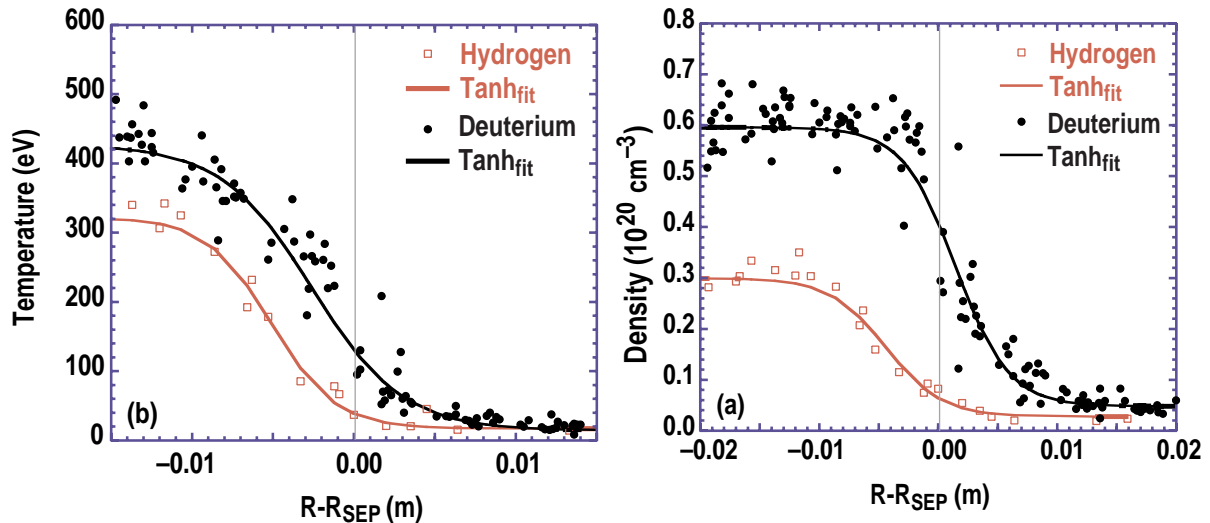 600
500
400
300
200
100
0
Temperature (eV)
Hydrogen
Tanhfit
Deuterium
Tanhfit
(b)
−0.01
0.00
0.01
R-RSEP (m)
0.8
0.7
0.6
0.5
0.4
0.3
0.2
0.1
0.0
Density (10²⁰ cm⁻³)
Hydrogen
Tanhfit
Deuterium
Tanhfit
(a)
−0.02
−0.01
0.00
0.01
0.02
R-RSEP (m)